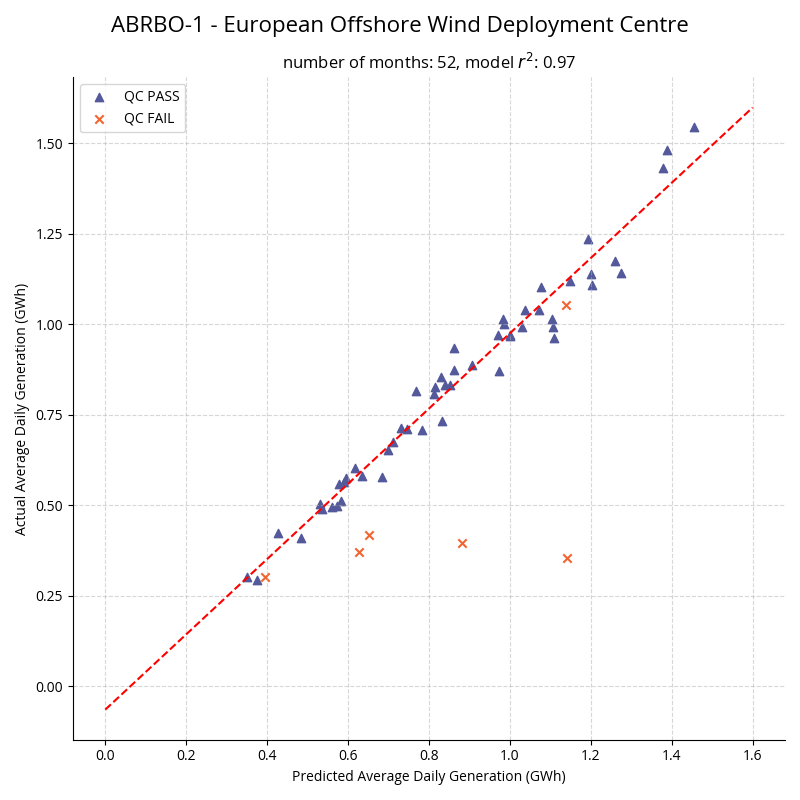 ABRBO-1 - European Offshore Wind Deployment Centre
number of months: 52, model r²: 0.97
QC PASS
QC FAIL
1.50
1.25
1.00
0.75
0.50
0.25
0.00
Actual Average Daily Generation (GWh)
0.0 0.2 0.4 0.6 0.8 1.0 1.2 1.4 1.6
Predicted Average Daily Generation (GWh)